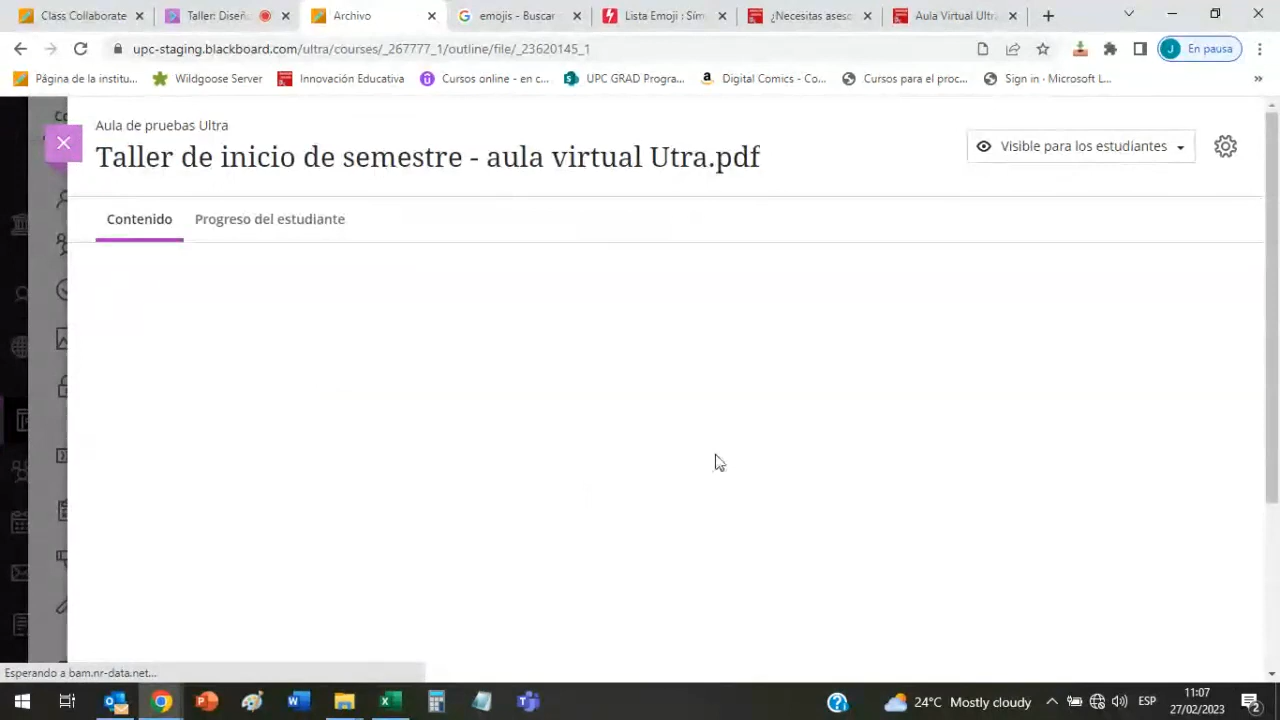 Class Collaborate
Taller: Diseñ
Archivo
emojis - Buscar
Lista Emoji : Sím
¿Necesitas aseso
Aula Virtual Ultra
upc-staging.blackboard.com/ultra/courses/_267777_1/outline/file/_23620145_1
J En pausa
Página de la institu...
Wildgoose Server
Innovación Educativa
Cursos online - en c...
UPC GRAD Progra...
Digital Comics - Co...
Cursos para el proc...
Sign in - Microsoft L...
»
Aula de pruebas Ultra
Taller de inicio de semestre - aula virtual Utra.pdf
Visible para los estudiantes
Contenido
Progreso del estudiante
Esperando a bam.nr-data.net...
24°C Mostly cloudy
ESP
11:07
27/02/2023
2